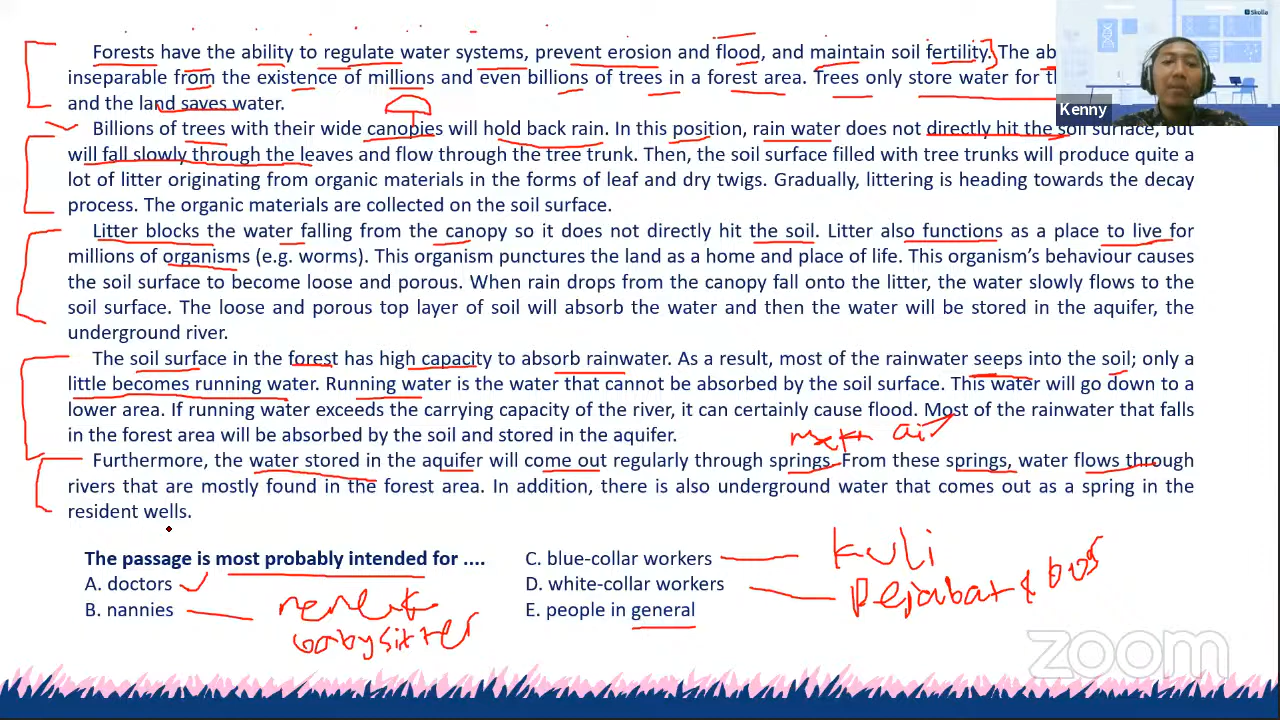 Skolla
Forests have the ability to regulate water systems, prevent erosion and flood, and maintain soil fertility. The
inseparable from the existence of millions and even billions of trees in a forest area. Trees only store water for
and the land saves water.
Kenny
Billions of trees with their wide canopies will hold back rain. In this position, rain water does not directly hit the soil surface, but
will fall slowly through the leaves and flow through the tree trunk. Then, the soil surface filled with tree trunks will produce quite a
lot of litter originating from organic materials in the forms of leaf and dry twigs. Gradually, littering is heading towards the decay
process. The organic materials are collected on the soil surface.
Litter blocks the water falling from the canopy so it does not directly hit the soil. Litter also functions as a place to live for
millions of organisms (e.g. worms). This organism punctures the land as a home and place of life. This organism's behaviour causes
the soil surface to become loose and porous. When rain drops from the canopy fall onto the litter, the water slowly flows to the
soil surface. The loose and porous top layer of soil will absorb the water and then the water will be stored in the aquifer, the
underground river.
The soil surface in the forest has high capacity to absorb rainwater. As a result, most of the rainwater seeps into the soil; only a
little becomes running water. Running water is the water that cannot be absorbed by the soil surface. This water will go down to a
lower area. If running water exceeds the carrying capacity of the river, it can certainly cause flood. Most of the rainwater that falls
in the forest area will be absorbed by the soil and stored in the aquifer.
Furthermore, the water stored in the aquifer will come out regularly through springs. From these springs, water flows through
rivers that are mostly found in the forest area. In addition, there is also underground water that comes out as a spring in the
resident wells.
The passage is most probably intended for ....
A. doctors
B. nannies
babysitter
C. blue-collar workers
kuli
D. white-collar workers
Pejabat & bos
E. people in general
zoom